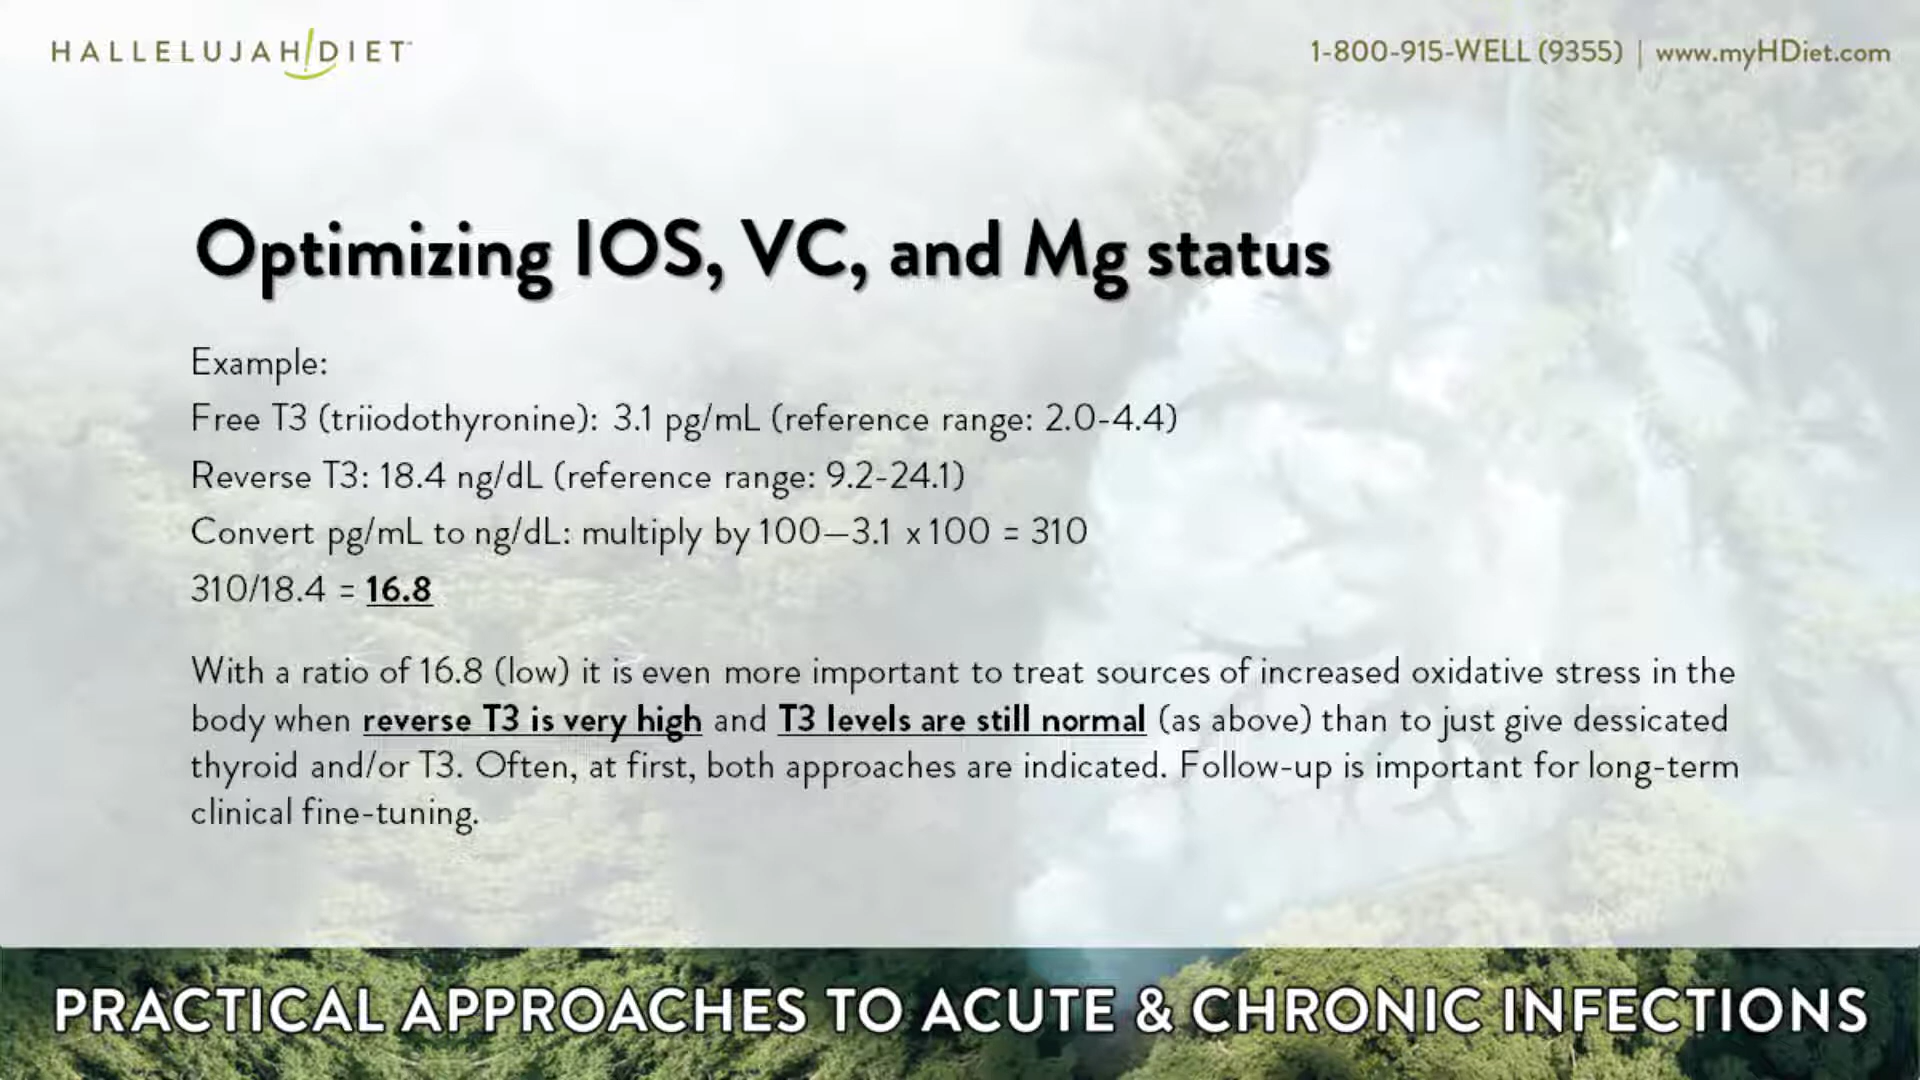 HALLELUJAH DIET™
1-800-915-WELL (9355) | www.myHDiet.com
Optimizing IOS, VC, and Mg status
Example:
Free T3 (triiodothyronine): 3.1 pg/mL (reference range: 2.0-4.4)
Reverse T3: 18.4 ng/dL (reference range: 9.2-24.1)
Convert pg/mL to ng/dL: multiply by 100—3.1 x 100 = 310
310/18.4 = 16.8
With a ratio of 16.8 (low) it is even more important to treat sources of increased oxidative stress in the
body when reverse T3 is very high and T3 levels are still normal (as above) than to just give dessicated
thyroid and/or T3. Often, at first, both approaches are indicated. Follow-up is important for long-term
clinical fine-tuning.
PRACTICAL APPROACHES TO ACUTE & CHRONIC INFECTIONS